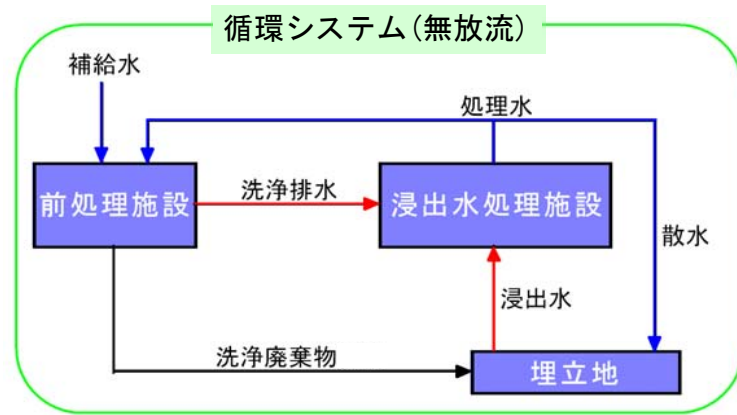 循環システム(無放流)
補給水
処理水
前処理施設
洗浄排水
浸出水処理施設
散水
浸出水
洗浄廃棄物
埋立地